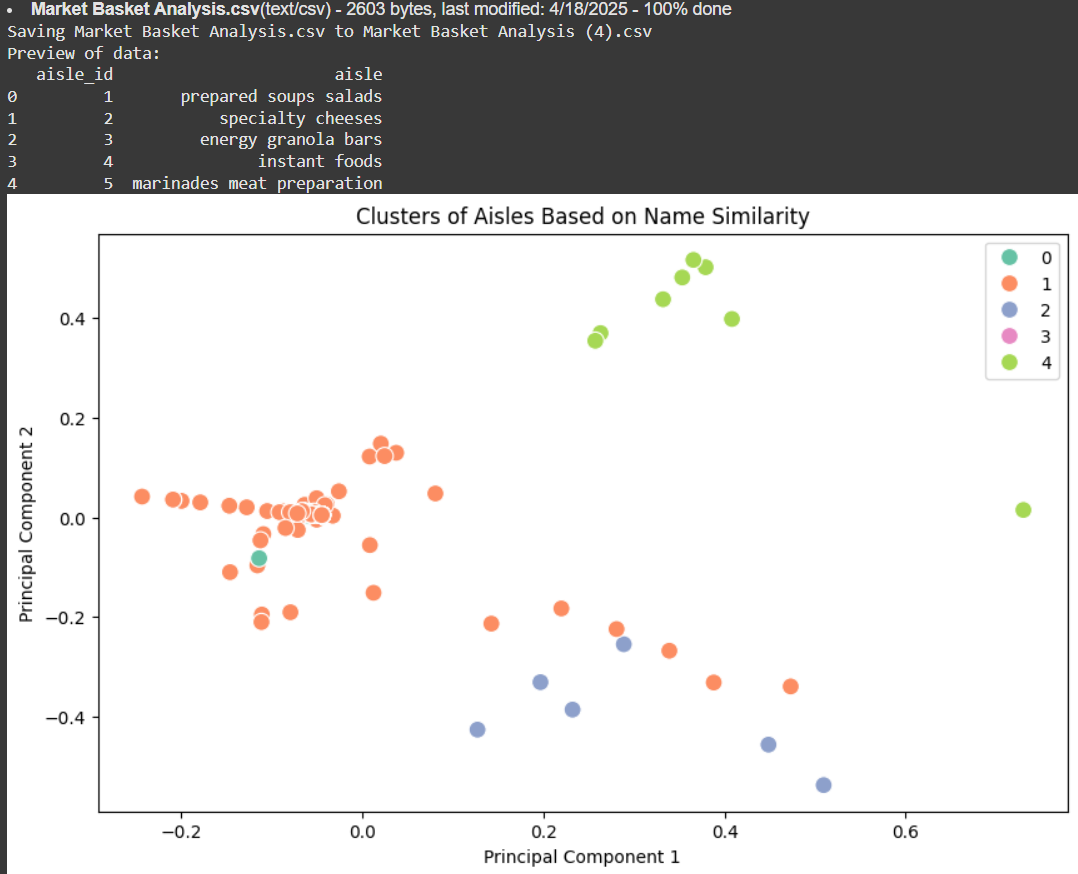 • Market Basket Analysis.csv(text/csv) - 2603 bytes, last modified: 4/18/2025 - 100% done
Saving Market Basket Analysis.csv to Market Basket Analysis (4).csv
Preview of data:
aisle_id aisle
0 1 prepared soups salads
1 2 specialty cheeses
2 3 energy granola bars
3 4 instant foods
4 5 marinades meat preparation
Clusters of Aisles Based on Name Similarity
0
1
2
3
4
Principal Component 2
0.4
0.2
0.0
−0.2
−0.4
−0.2 0.0 0.2 0.4 0.6
Principal Component 1